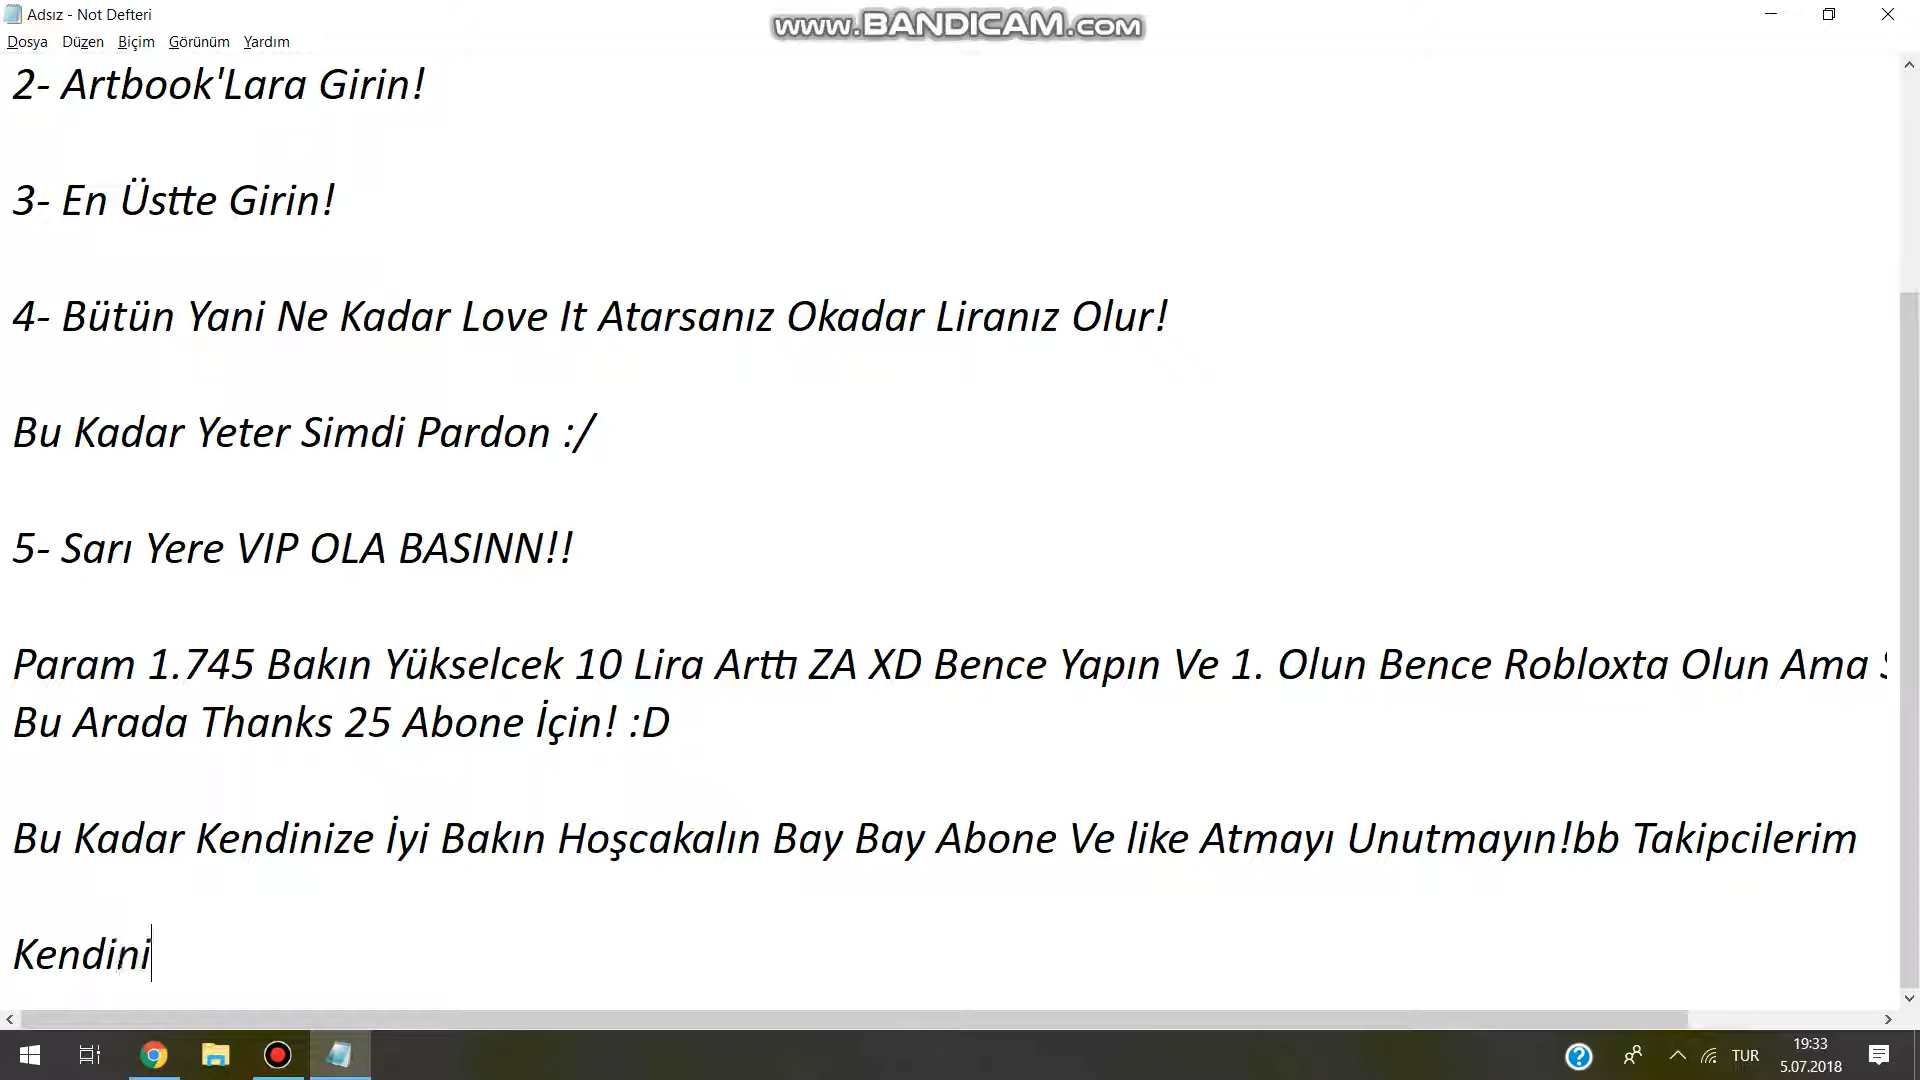 Adsız - Not Defteri
www.BANDICAM.com
Dosya Düzen Biçim Görünüm Yardım
2- Artbook'Lara Girin!
3- En Üstte Girin!
4- Bütün Yani Ne Kadar Love It Atarsanız Okadar Liranız Olur!
Bu Kadar Yeter Simdi Pardon :/
5- Sarı Yere VIP OLA BASINN!!
Param 1.745 Bakın Yükselcek 10 Lira Arttı ZA XD Bence Yapın Ve 1. Olun Bence Robloxta Olun Ama
Bu Arada Thanks 25 Abone İçin! :D
Bu Kadar Kendinize İyi Bakın Hoşcakalın Bay Bay Abone Ve like Atmayı Unutmayın!bb Takipcilerim
Kendini
TUR
19:33
5.07.2018